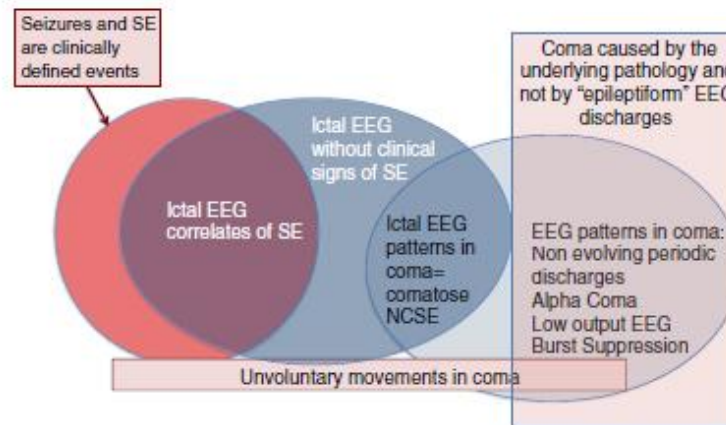 Seizures and SE
are clinically
defined events
Ictal EEG
correlates of SE
Ictal EEG
without clinical
signs of SE
Ictal EEG
patterns in
coma=
comatose
NCSE
Coma caused by the
underlying pathology and
not by “epileptiform” EEG
discharges
EEG patterns in coma:
Non evolving periodic
discharges
Alpha Coma
Low output EEG
Burst Suppression
Unvoluntary movements in coma